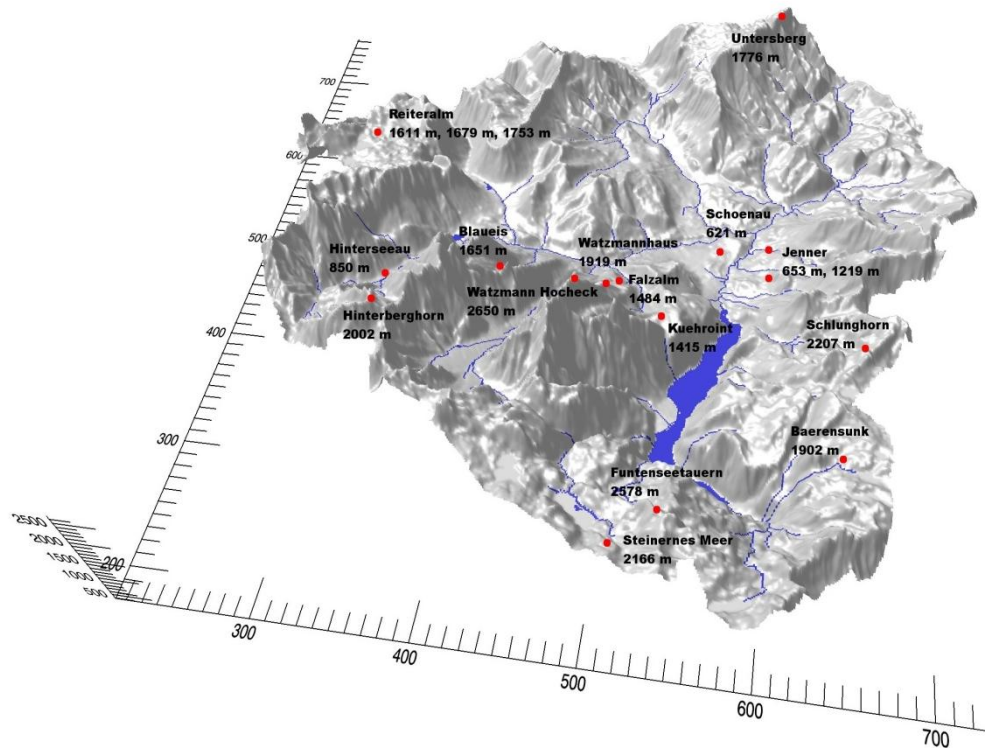 Untersberg
1776 m
700
Reiteralm
1611 m, 1679 m, 1753 m
600
Schoenau
621 m
Blaueis
1651 m
Watzmannhaus
1919 m
500
Hinterseeau
850 m
Jenner
653 m, 1219 m
Falzalm
1484 m
Watzmann Hocheck
2650 m
Hinterberghorn
2002 m
Kuehroint
1415 m
Schlunghorn
2207 m
400
300
Baerensunk
1902 m
Funtenseetauern
2578 m
Steinernes Meer
2166 m
2500
2000
1500
1000
500
200
300
400
500
600
700